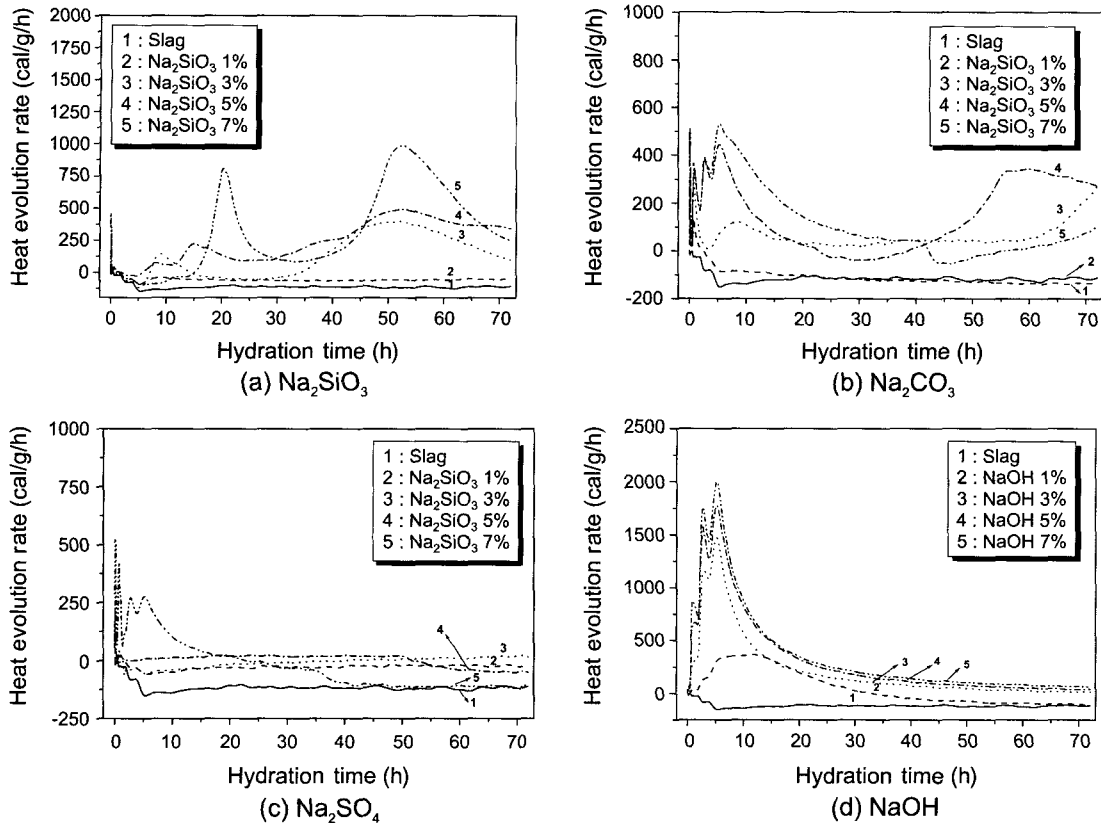 Heat evolution rate (cal/g/h)
2000
1750
1500
1250
1000
750
500
250
0
1 : Slag
2 : Na₂SiO₃ 1%
3 : Na₂SiO₃ 3%
4 : Na₂SiO₃ 5%
5 : Na₂SiO₃ 7%
5
4
3
2
1
0 10 20 30 40 50 60 70
Hydration time (h)
(a) Na₂SiO₃
Heat evolution rate (cal/g/h)
1000
800
600
400
200
0
-200
1 : Slag
2 : Na₂SiO₃ 1%
3 : Na₂SiO₃ 3%
4 : Na₂SiO₃ 5%
5 : Na₂SiO₃ 7%
4
3
5
2
1
0 10 20 30 40 50 60 70
Hydration time (h)
(b) Na₂CO₃
Heat evolution rate (cal/g/h)
1000
750
500
250
0
-250
1 : Slag
2 : Na₂SiO₃ 1%
3 : Na₂SiO₃ 3%
4 : Na₂SiO₃ 5%
5 : Na₂SiO₃ 7%
4
3
2
5
1
0 10 20 30 40 50 60 70
Hydration time (h)
(c) Na₂SO₄
Heat evolution rate (cal/g/h)
2500
2000
1500
1000
500
0
1 : Slag
2 : NaOH 1%
3 : NaOH 3%
4 : NaOH 5%
5 : NaOH 7%
3
4
5
2
1
0 10 20 30 40 50 60 70
Hydration time (h)
(d) NaOH